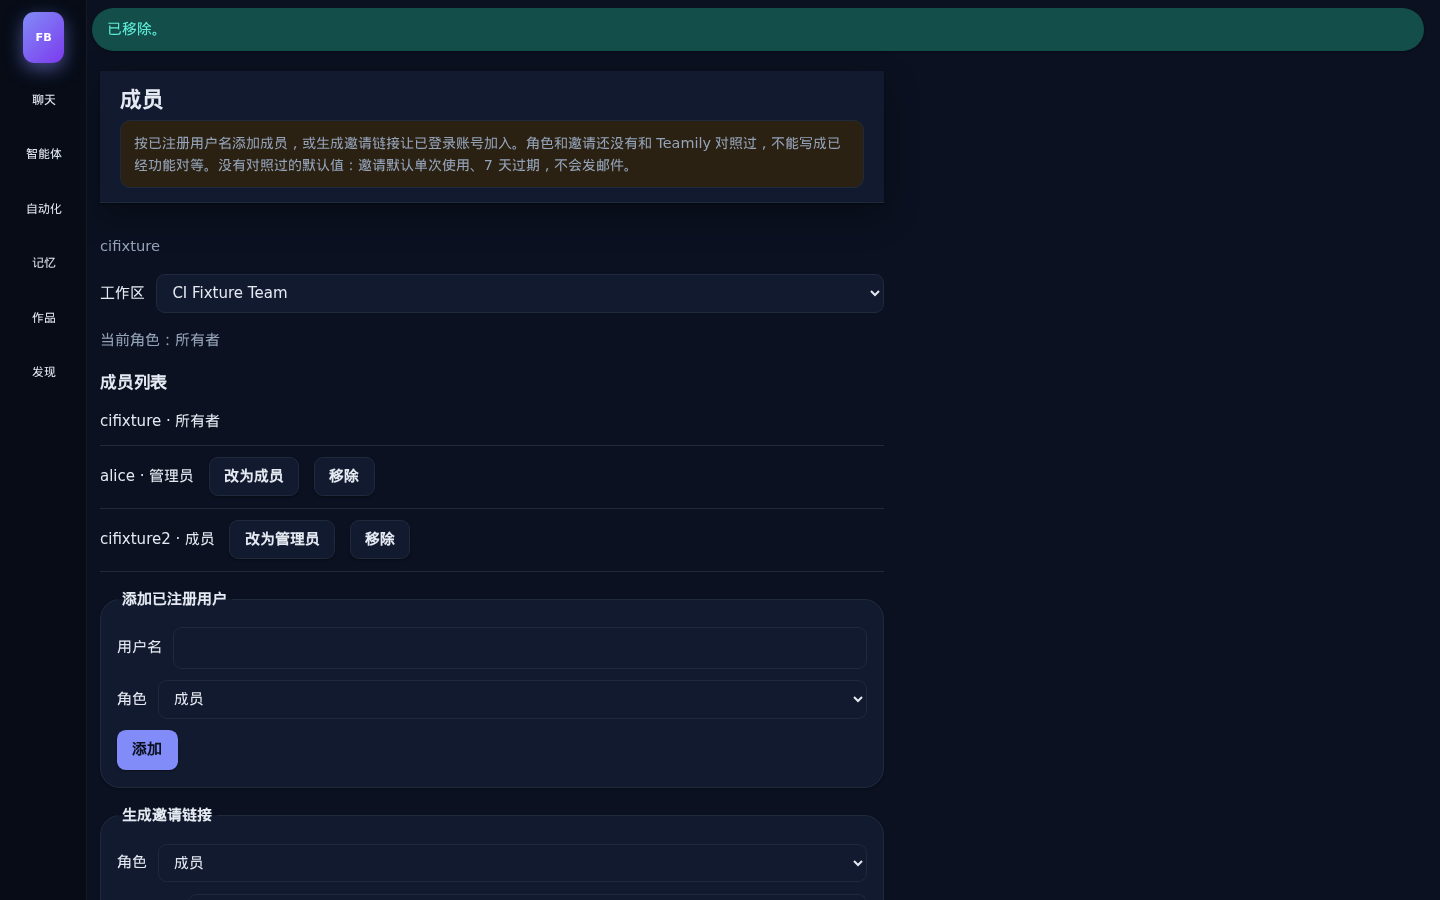 FB
聊天
智能体
自动化
记忆
作品
发现
已移除。
成员
按已注册用户名添加成员，或生成邀请链接让已登录账号加入。角色和邀请还没有和 Teamily 对照过，不能写成已
经功能对等。没有对照过的默认值：邀请默认单次使用、7 天过期，不会发邮件。
cifixture
工作区 CI Fixture Team
当前角色：所有者
成员列表
cifixture · 所有者
alice · 管理员 改为成员 移除
cifixture2 · 成员 改为管理员 移除
添加已注册用户
用户名
角色 成员
添加
生成邀请链接
角色 成员